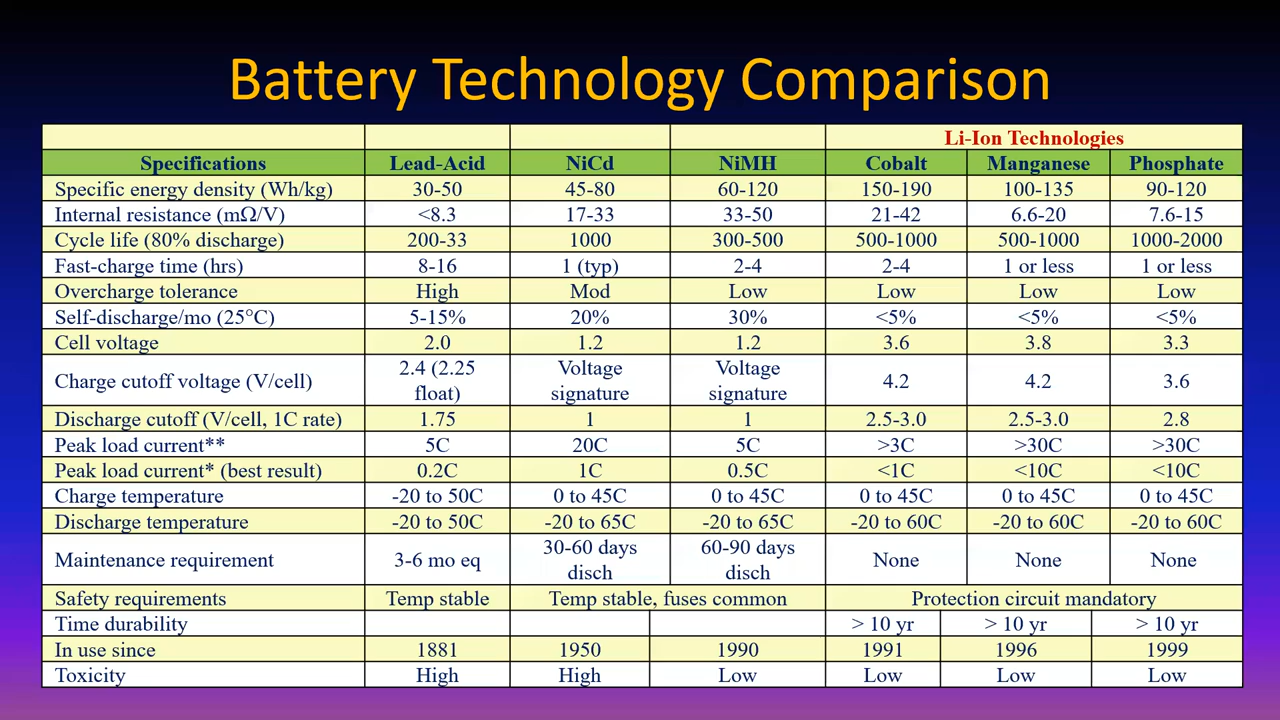 Battery Technology Comparison
Li-Ion Technologies
Specifications Lead-Acid NiCd NiMH Cobalt Manganese Phosphate
Specific energy density (Wh/kg) 30-50 45-80 60-120 150-190 100-135 90-120
Internal resistance (mΩ/V) <8.3 17-33 33-50 21-42 6.6-20 7.6-15
Cycle life (80% discharge) 200-33 1000 300-500 500-1000 500-1000 1000-2000
Fast-charge time (hrs) 8-16 1 (typ) 2-4 2-4 1 or less 1 or less
Overcharge tolerance High Mod Low Low Low Low
Self-discharge/mo (25°C) 5-15% 20% 30% <5% <5% <5%
Cell voltage 2.0 1.2 1.2 3.6 3.8 3.3
Charge cutoff voltage (V/cell) 2.4 (2.25 float) Voltage signature Voltage signature 4.2 4.2 3.6
Discharge cutoff (V/cell, 1C rate) 1.75 1 1 2.5-3.0 2.5-3.0 2.8
Peak load current** 5C 20C 5C >3C >30C >30C
Peak load current* (best result) 0.2C 1C 0.5C <1C <10C <10C
Charge temperature -20 to 50C 0 to 45C 0 to 45C 0 to 45C 0 to 45C 0 to 45C
Discharge temperature -20 to 50C -20 to 65C -20 to 65C -20 to 60C -20 to 60C -20 to 60C
Maintenance requirement 3-6 mo eq 30-60 days disch 60-90 days disch None None None
Safety requirements Temp stable Temp stable, fuses common Protection circuit mandatory
Time durability > 10 yr > 10 yr > 10 yr
In use since 1881 1950 1990 1991 1996 1999
Toxicity High High Low Low Low Low